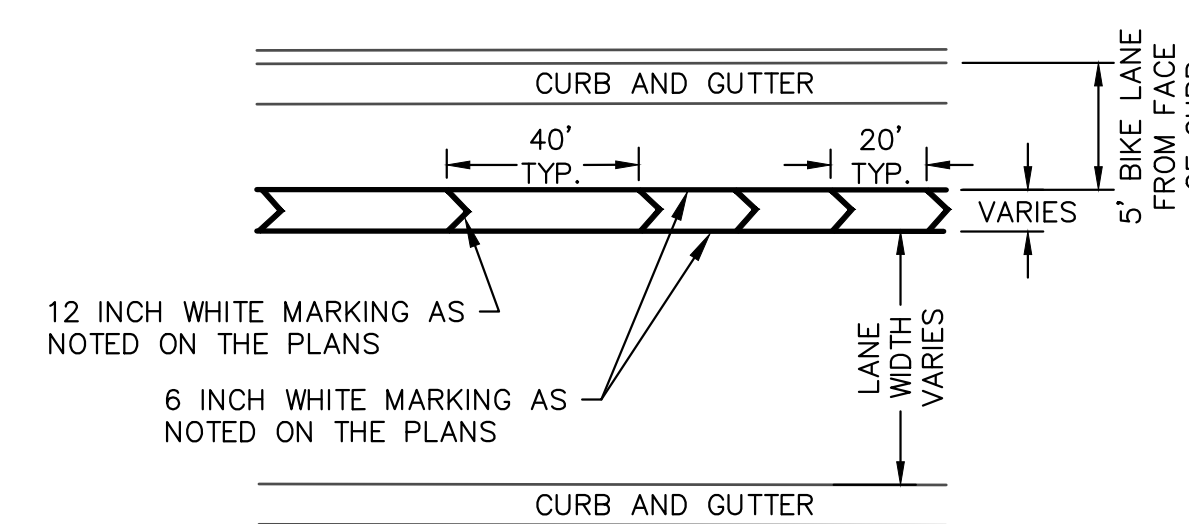 CURB AND GUTTER
40'
TYP.
20'
TYP.
5' BIKE LANE
FROM FACE
VARIES
12 INCH WHITE MARKING AS
NOTED ON THE PLANS
6 INCH WHITE MARKING AS
NOTED ON THE PLANS
LANE
WIDTH
VARIES
CURB AND GUTTER